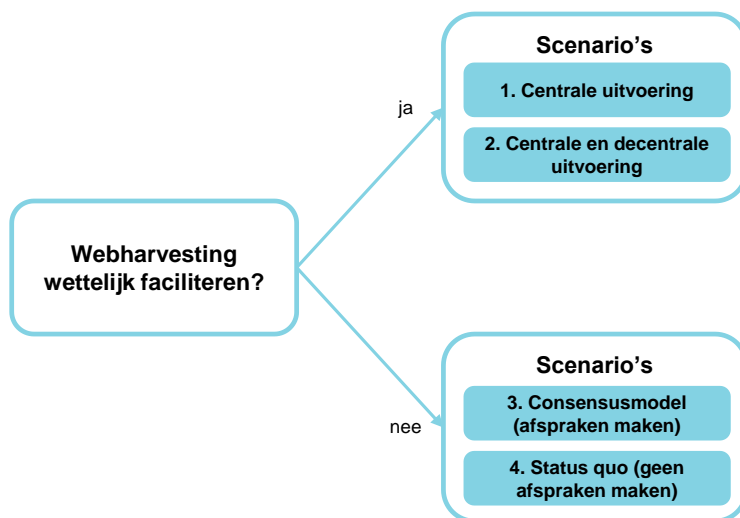 Scenario's
1. Centrale uitvoering
2. Centrale en decentrale
uitvoering
ja
Webharvesting
wettelijk faciliteren?
nee
Scenario's
3. Consensusmodel
(afspraken maken)
4. Status quo (geen
afspraken maken)